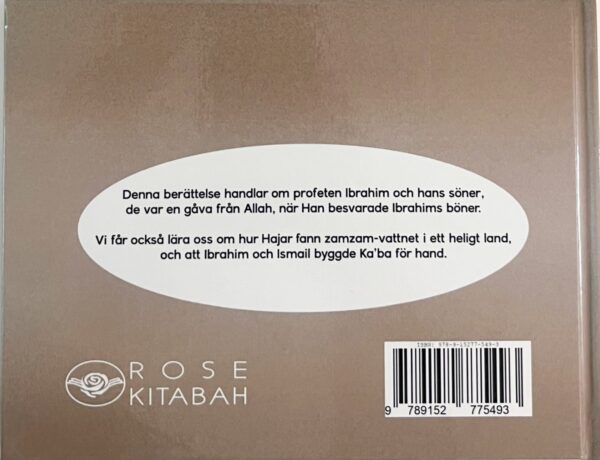 Denna berättelse handlar om profeten Ibrahim och hans söner,
de var en gåva från Allah, när Han besvarade Ibrahims böner.
Vi får också lära oss om hur Hajar fann zamzam-vattnet i ett heligt land,
och att Ibrahim och Ismail byggde Ka'ba för hand.
ROSE
KITABAH
ISBN: 978-9-15277-549-3
9 789152 775493